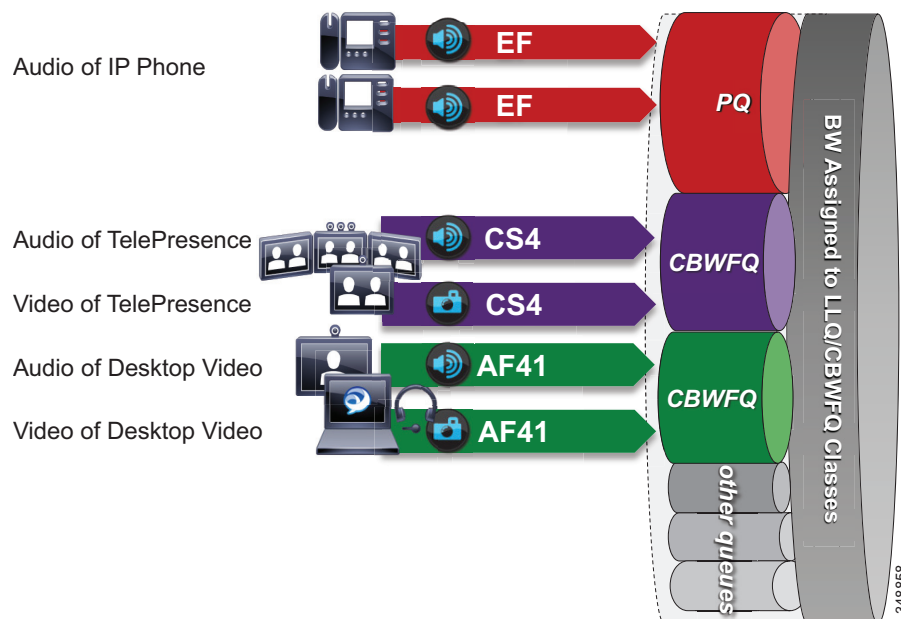 Audio of IP Phone
EF
EF
PQ
Audio of TelePresence
CS4
Video of TelePresence
CS4
CBWFQ
Audio of Desktop Video
AF41
Video of Desktop Video
AF41
CBWFQ
other queues
BW Assigned to LLQ/CBWFQ Classes